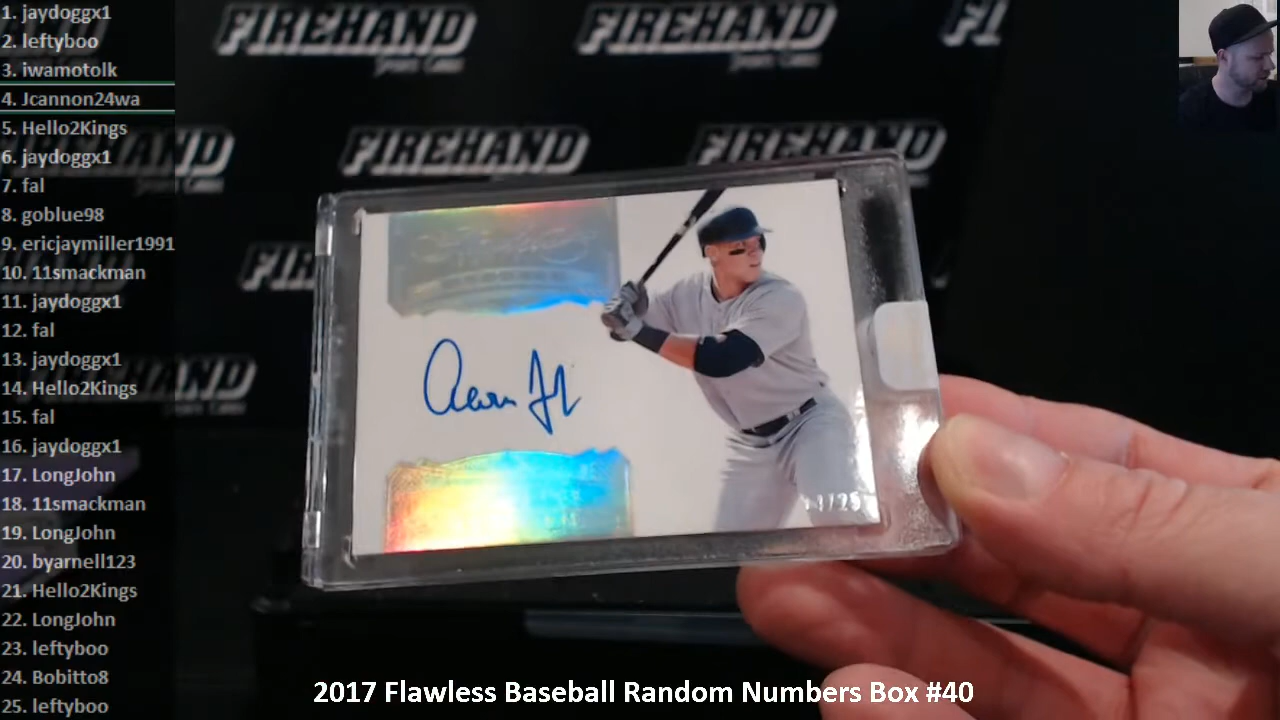 1. jaydoggx1
2. leftyboo
3. iwamotolk
4. Jcannon24wa
5. Hello2Kings
6. jaydoggx1
7. fal
8. goblue98
9. ericjaymiller1991
10. 11smackman
11. jaydoggx1
12. fal
13. jaydoggx1
14. Hello2Kings
15. fal
16. jaydoggx1
17. LongJohn
18. 11smackman
19. LongJohn
20. byarnell123
21. Hello2Kings
22. LongJohn
23. leftyboo
24. Bobitto8
25. leftyboo
FIREHAND FIREHAND
FIREHAND FIREHAND
Aaron
/25
2017 Flawless Baseball Random Numbers Box #40